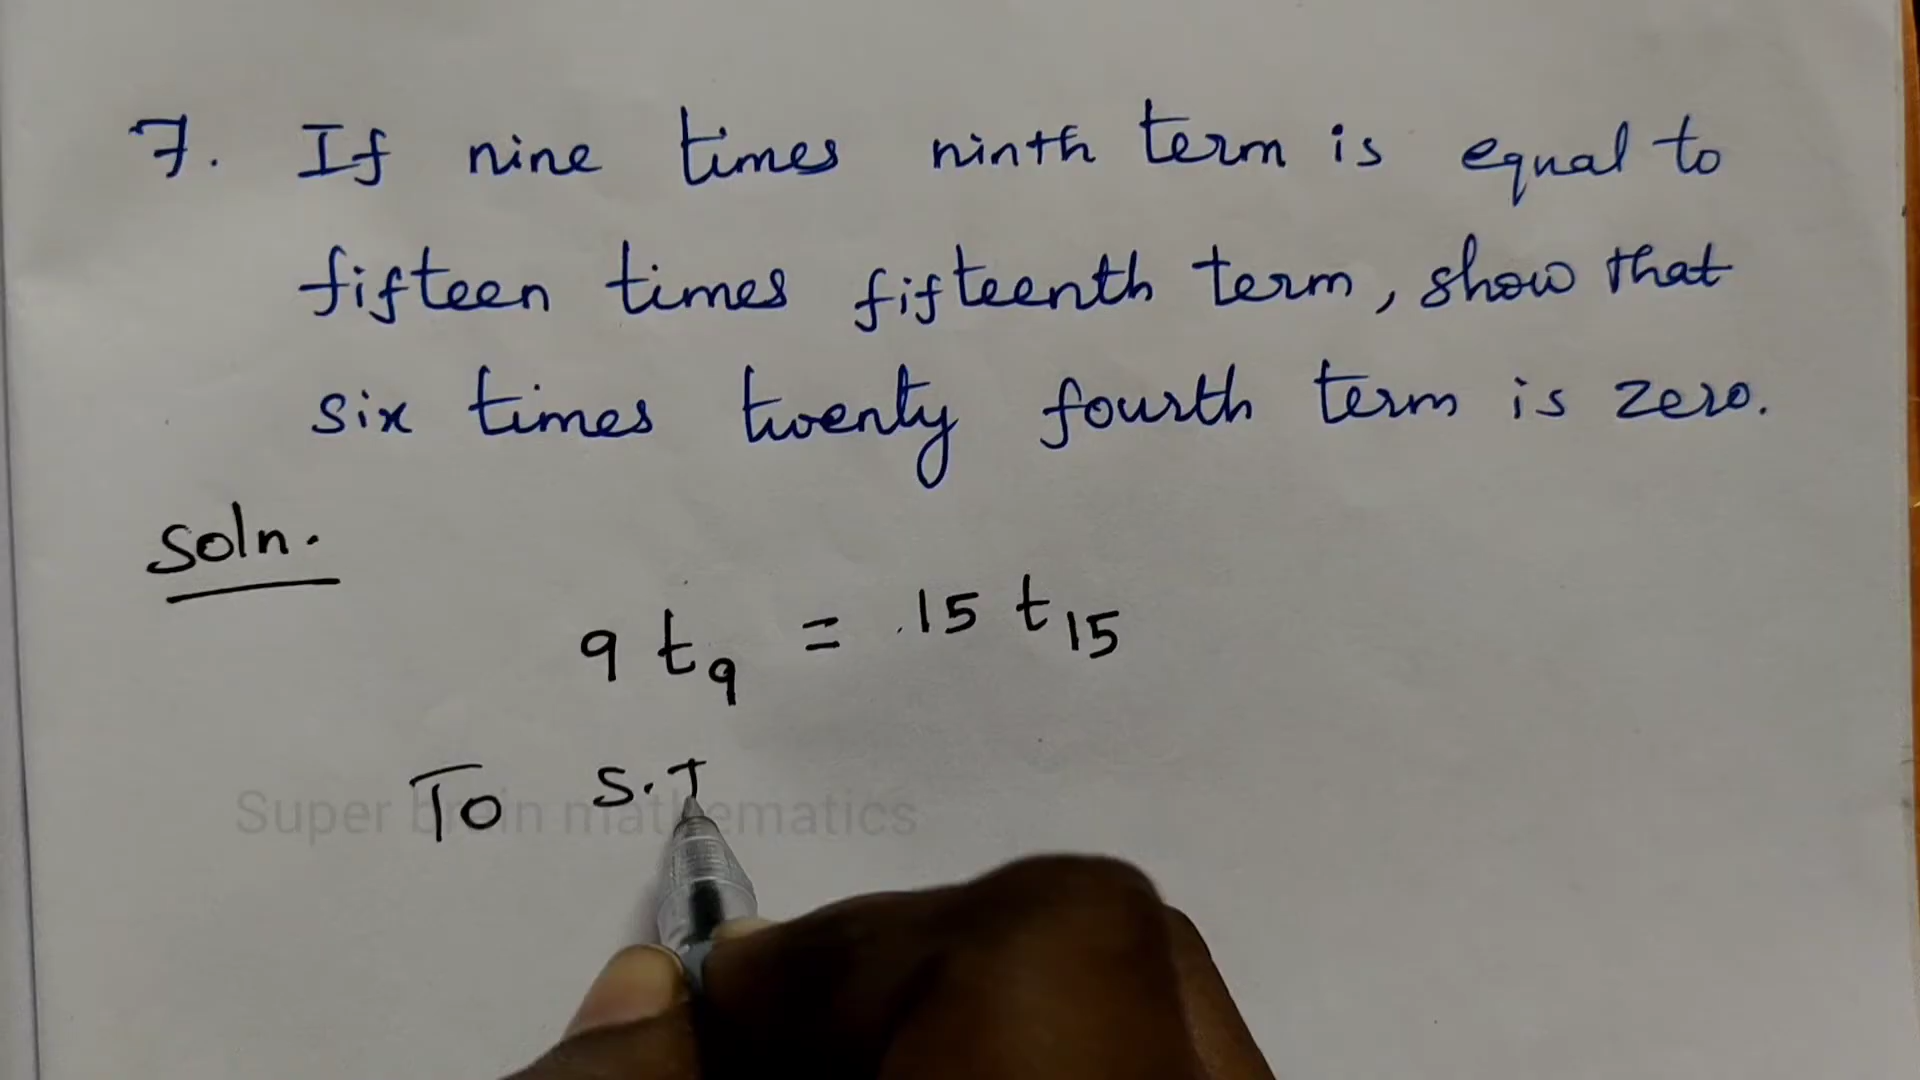 7. If nine times ninth term is equal to
fifteen times fifteenth term, show that
six times twenty fourth term is zero.
Soln.
9 t₉ = 15 t₁₅
To S.T
Super brain mathematics